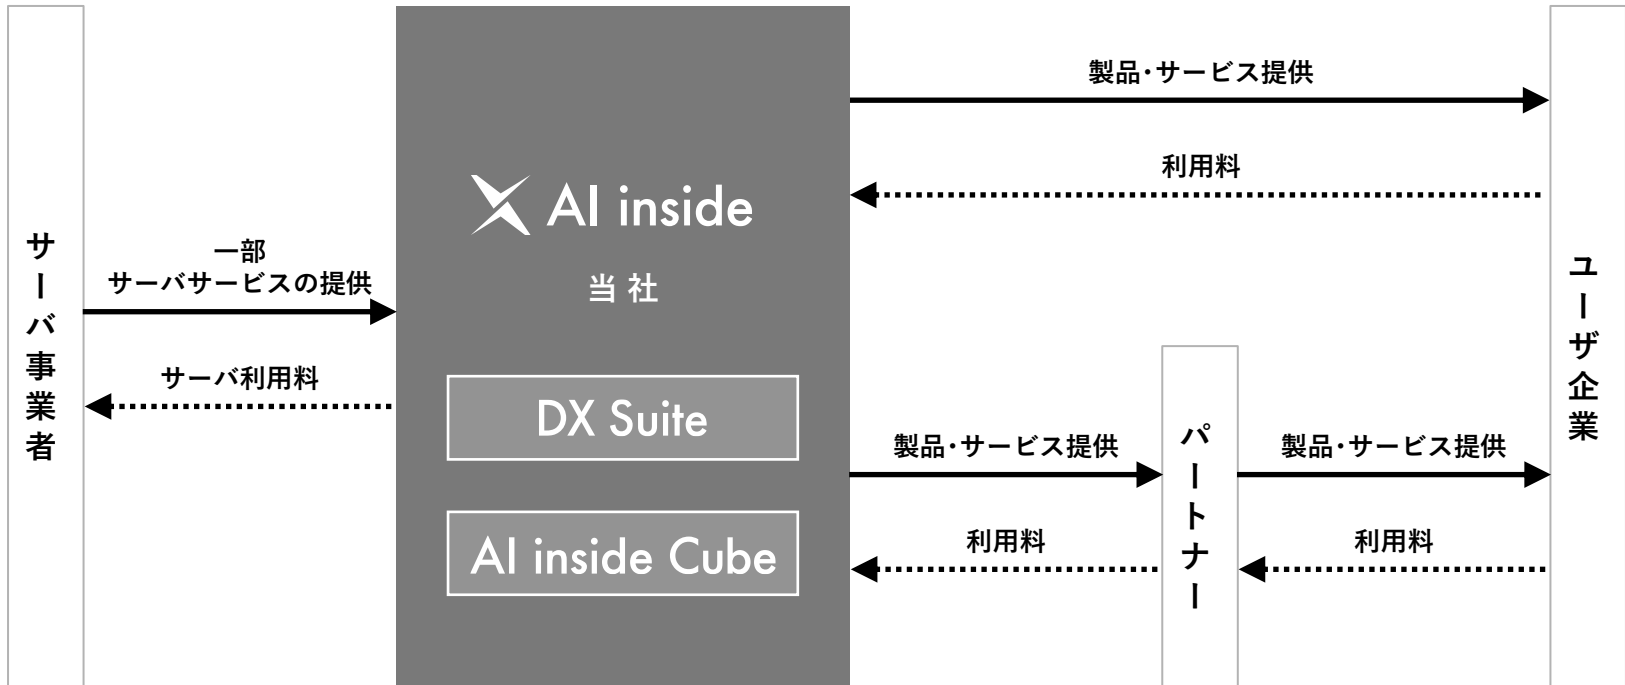 サーバ事業者
一部
サーバサービスの提供
サーバ利用料
AI inside
当社
DX Suite
AI inside Cube
製品・サービス提供
利用料
製品・サービス提供
利用料
パートナー
製品・サービス提供
利用料
ユーザ企業